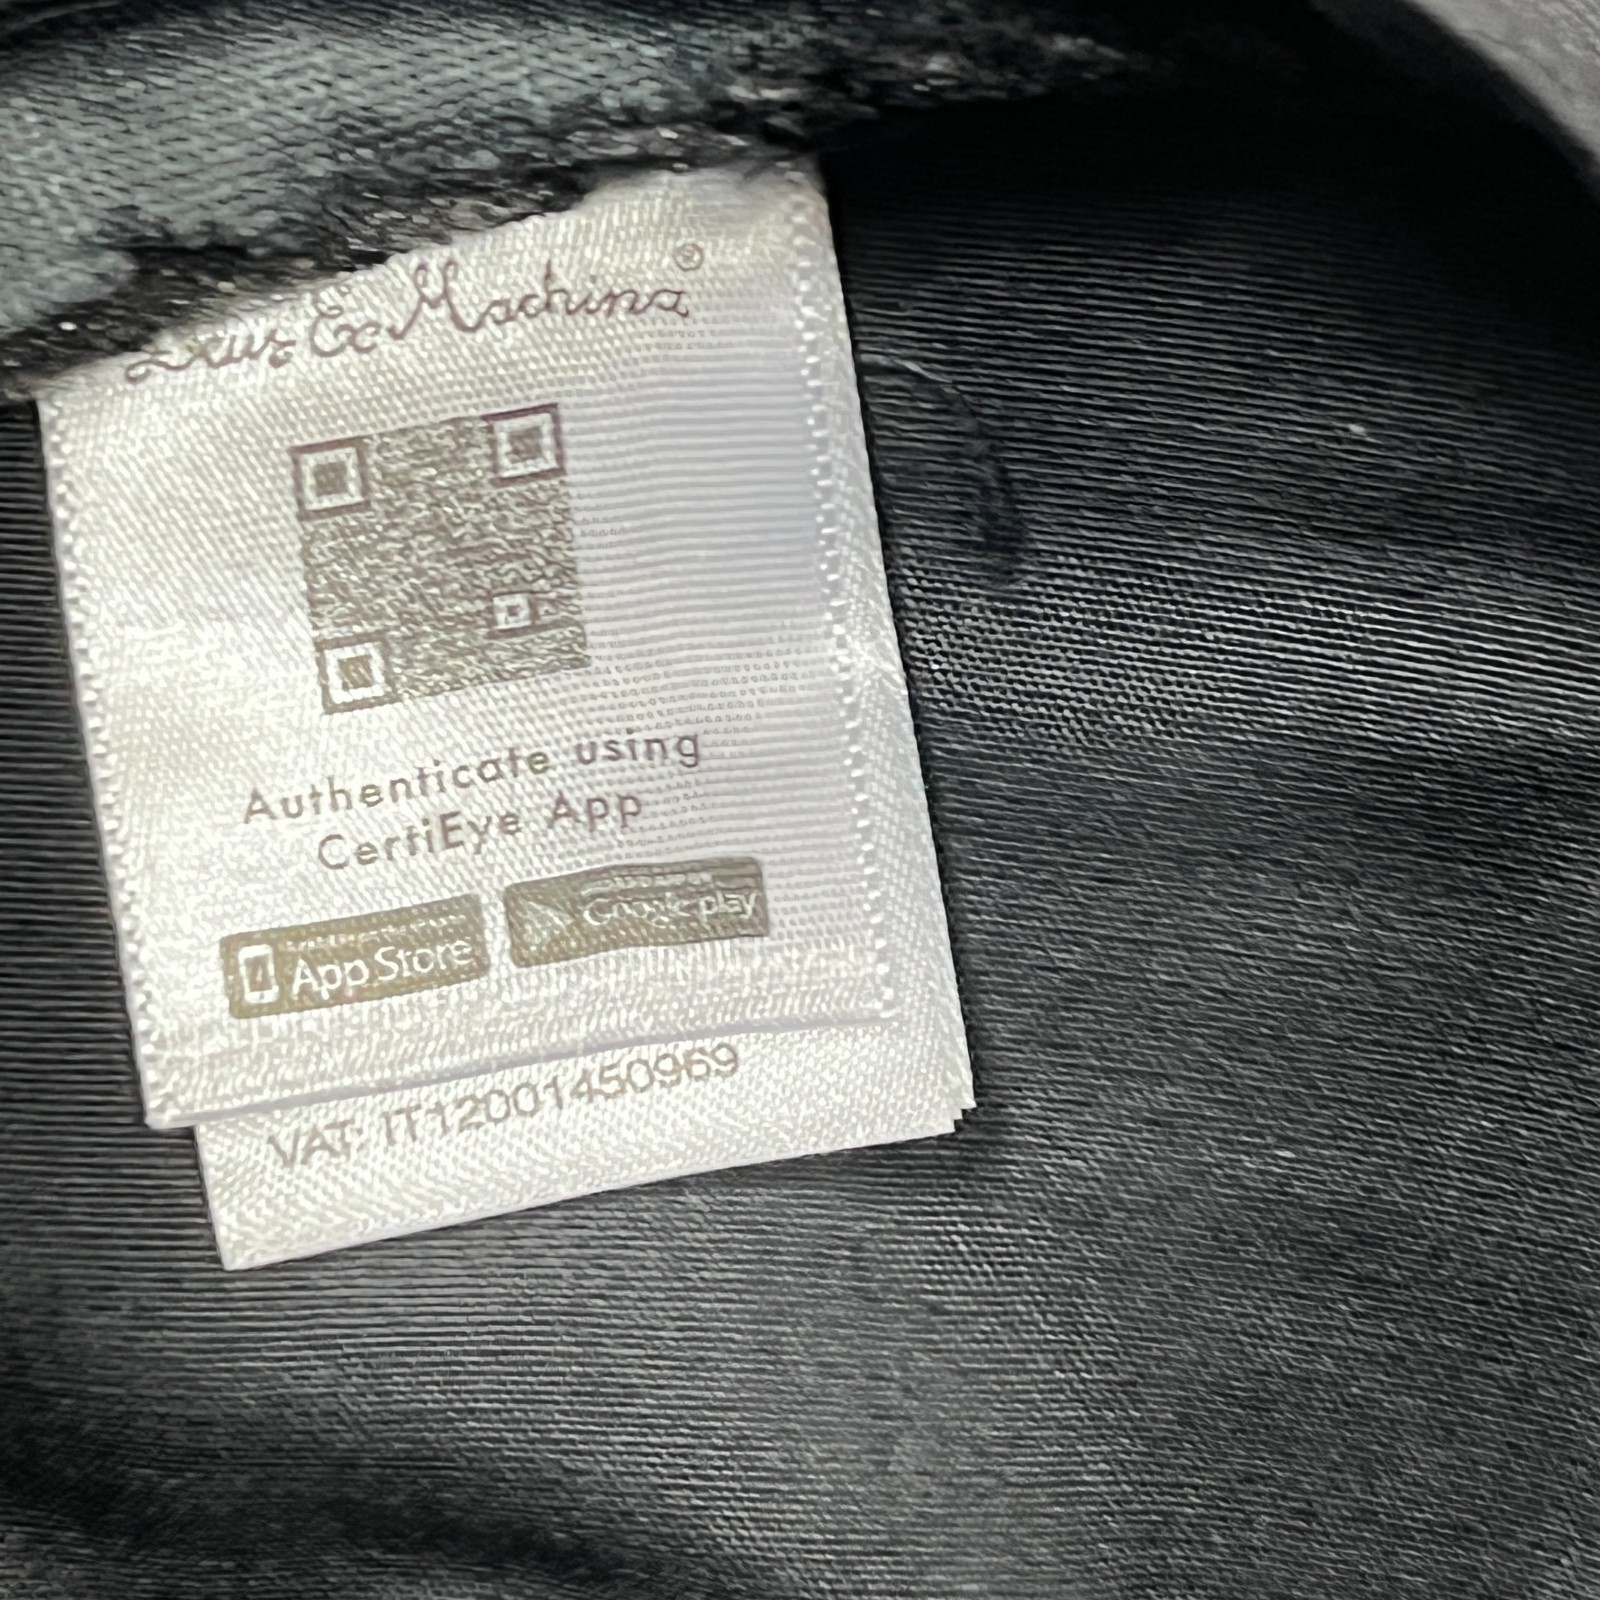 Deus Ex Machina®
Authenticate using
CertiEye App
App Store
Google play
VAT: IT12001450969